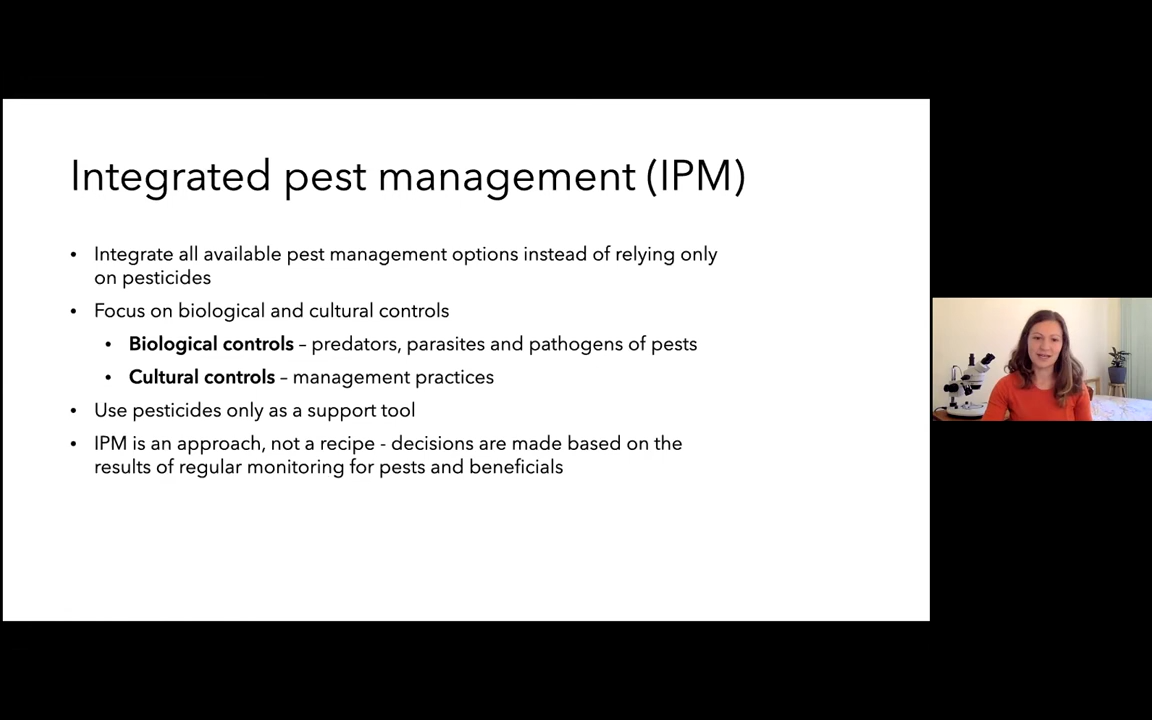 Integrated pest management (IPM)
• Integrate all available pest management options instead of relying only
on pesticides
• Focus on biological and cultural controls
• Biological controls – predators, parasites and pathogens of pests
• Cultural controls – management practices
• Use pesticides only as a support tool
• IPM is an approach, not a recipe - decisions are made based on the
results of regular monitoring for pests and beneficials